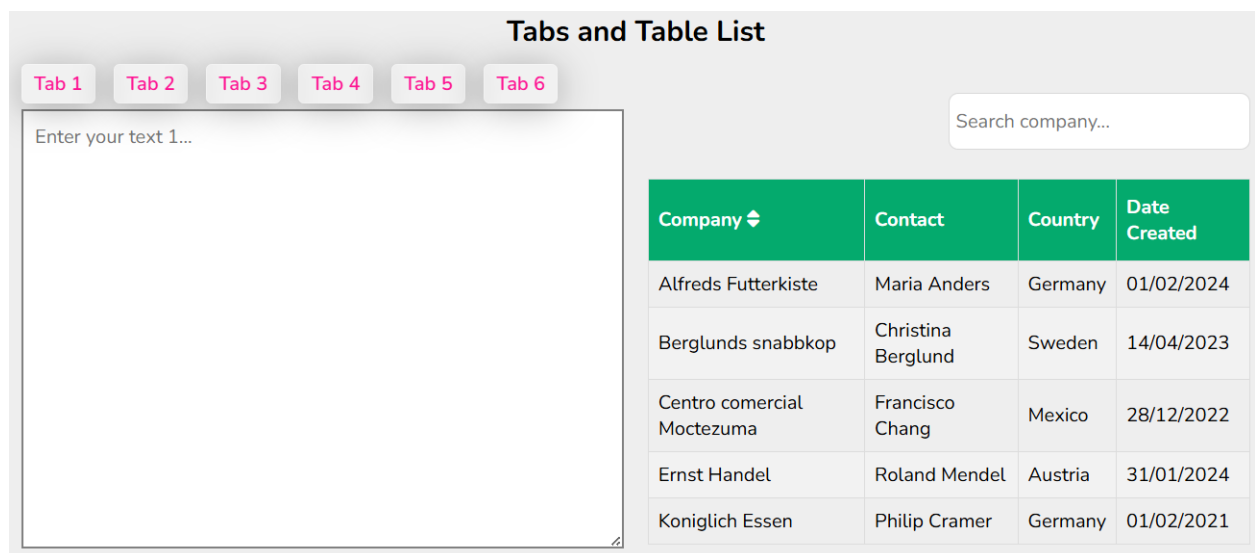 Tabs and Table List
Tab 1 Tab 2 Tab 3 Tab 4 Tab 5 Tab 6
Enter your text 1...
Search company...
Company Contact Country Date Created
Alfreds Futterkiste Maria Anders Germany 01/02/2024
Berglunds snabbkop Christina Berglund Sweden 14/04/2023
Centro comercial Moctezuma Francisco Chang Mexico 28/12/2022
Ernst Handel Roland Mendel Austria 31/01/2024
Koniglich Essen Philip Cramer Germany 01/02/2021